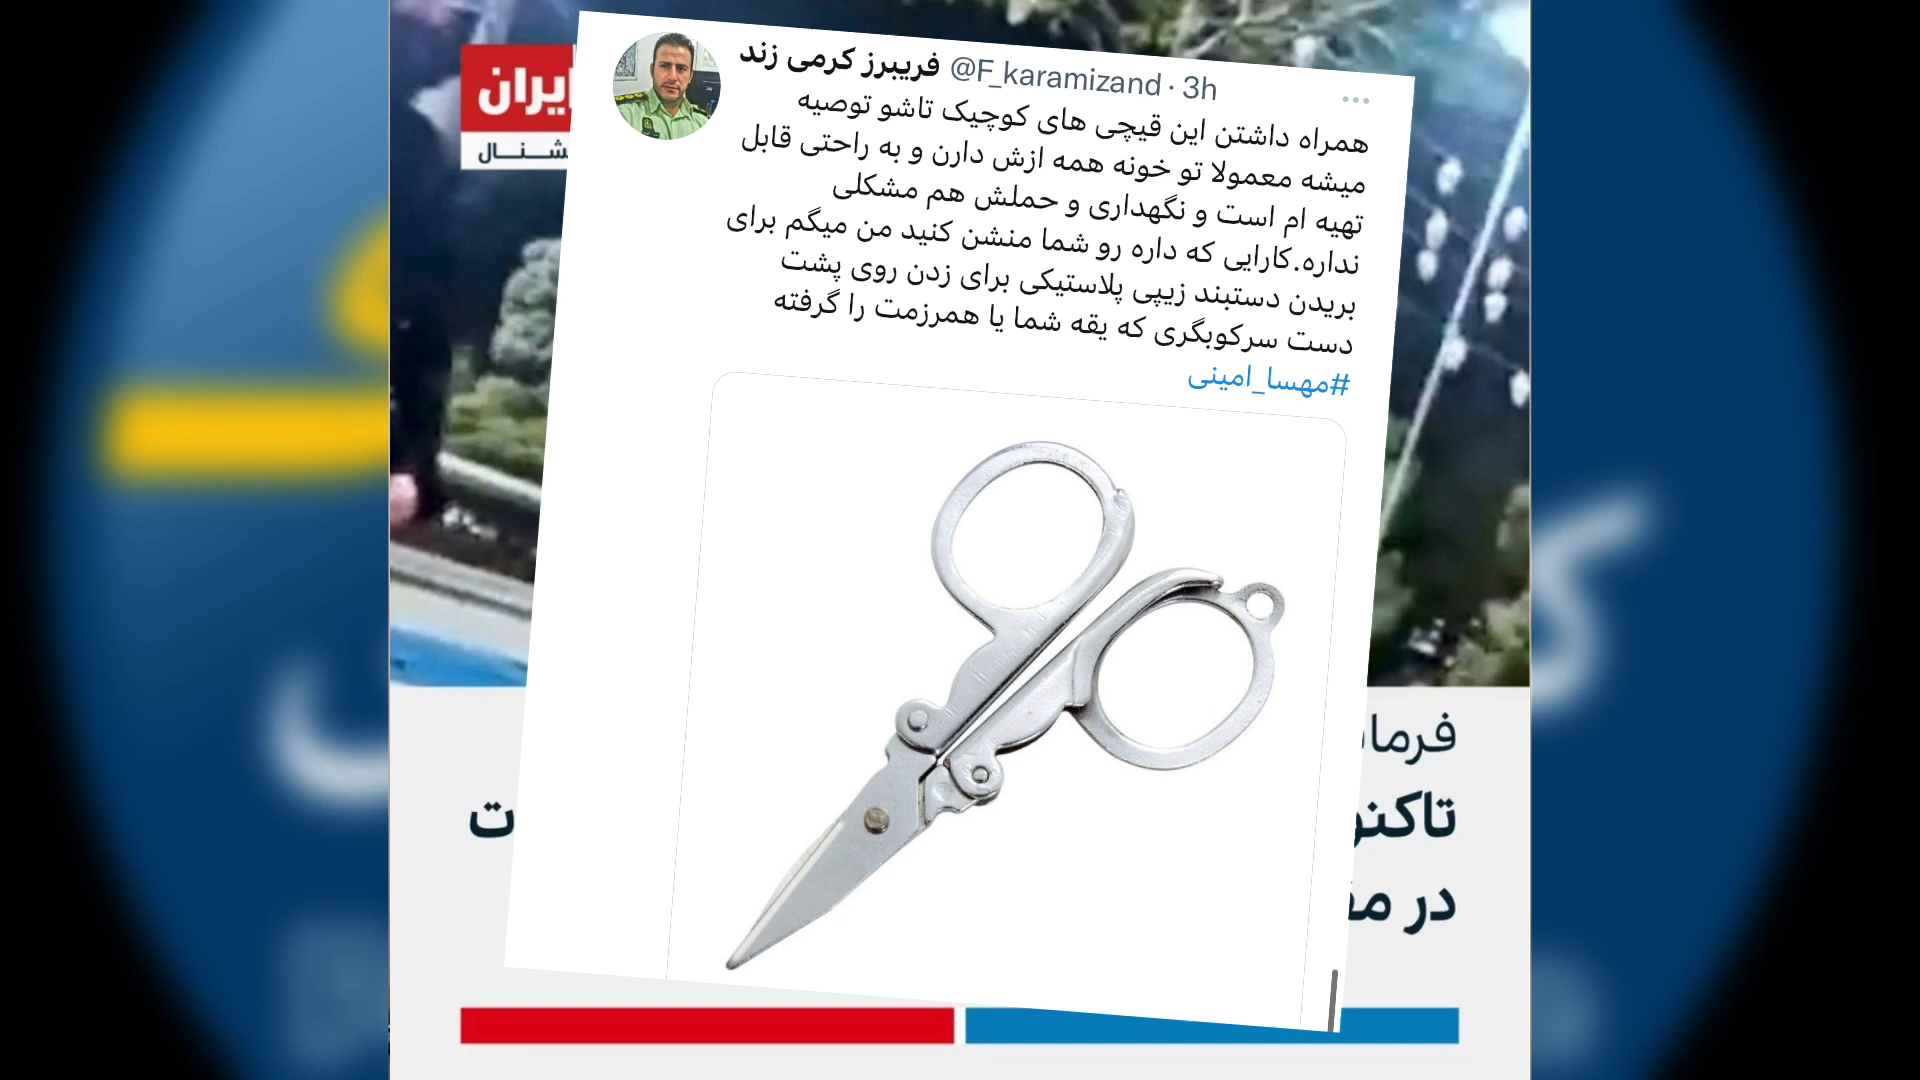 ایران
فریبرز کرمی زند @F_karamizand · 3h
همراه داشتن این قیچی های کوچیک تاشو توصیه
میشه معمولا تو خونه همه ازش دارن و به راحتی قابل
تهیه ام است و نگهداری و حملش هم مشکلی
نداره.کارایی که داره رو شما منشن کنید من میگم برای
بریدن دستبند زیپی پلاستیکی برای زدن روی پشت
دست سرکوبگری که یقه شما یا همرزمت را گرفته
#مهسا_امینی
در